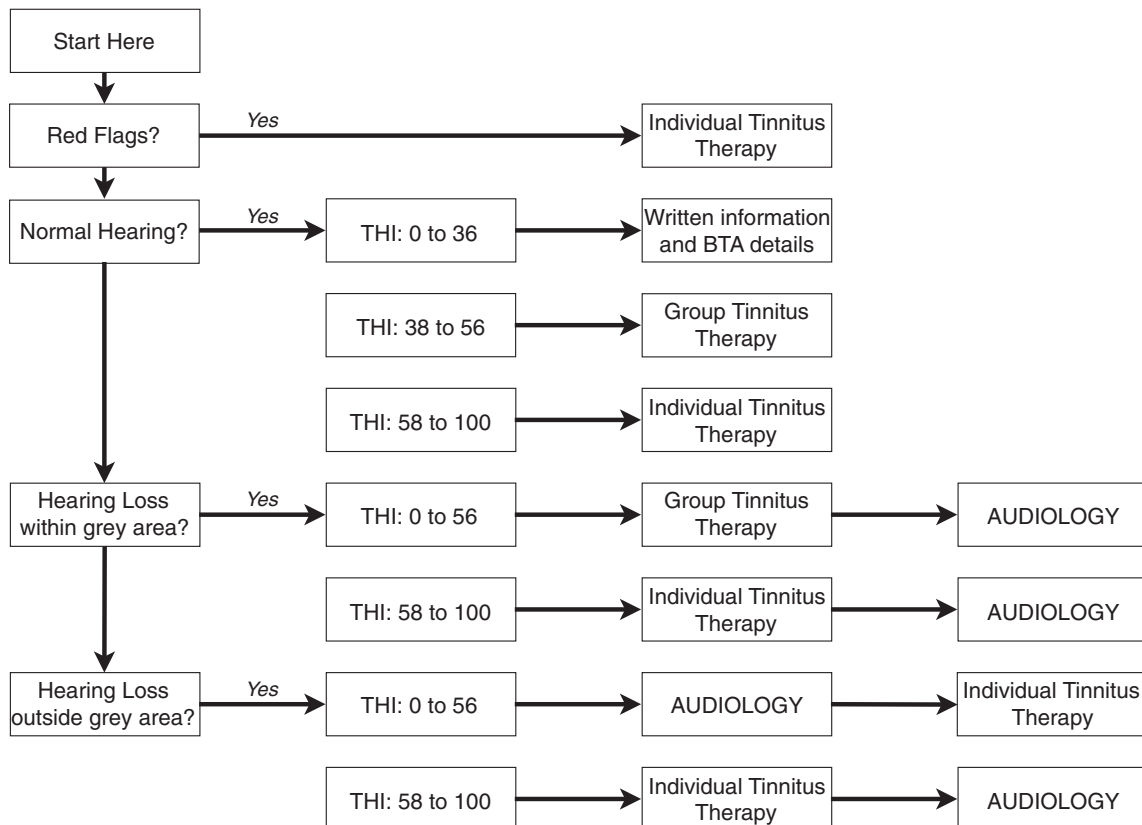 Start Here
Red Flags?
Yes
Individual Tinnitus
Therapy
Normal Hearing?
Yes
THI: 0 to 36
Written information
and BTA details
THI: 38 to 56
Group Tinnitus
Therapy
THI: 58 to 100
Individual Tinnitus
Therapy
Hearing Loss
within grey area?
Yes
THI: 0 to 56
Group Tinnitus
Therapy
AUDIOLOGY
THI: 58 to 100
Individual Tinnitus
Therapy
AUDIOLOGY
Hearing Loss
outside grey area?
Yes
THI: 0 to 56
AUDIOLOGY
Individual Tinnitus
Therapy
THI: 58 to 100
Individual Tinnitus
Therapy
AUDIOLOGY